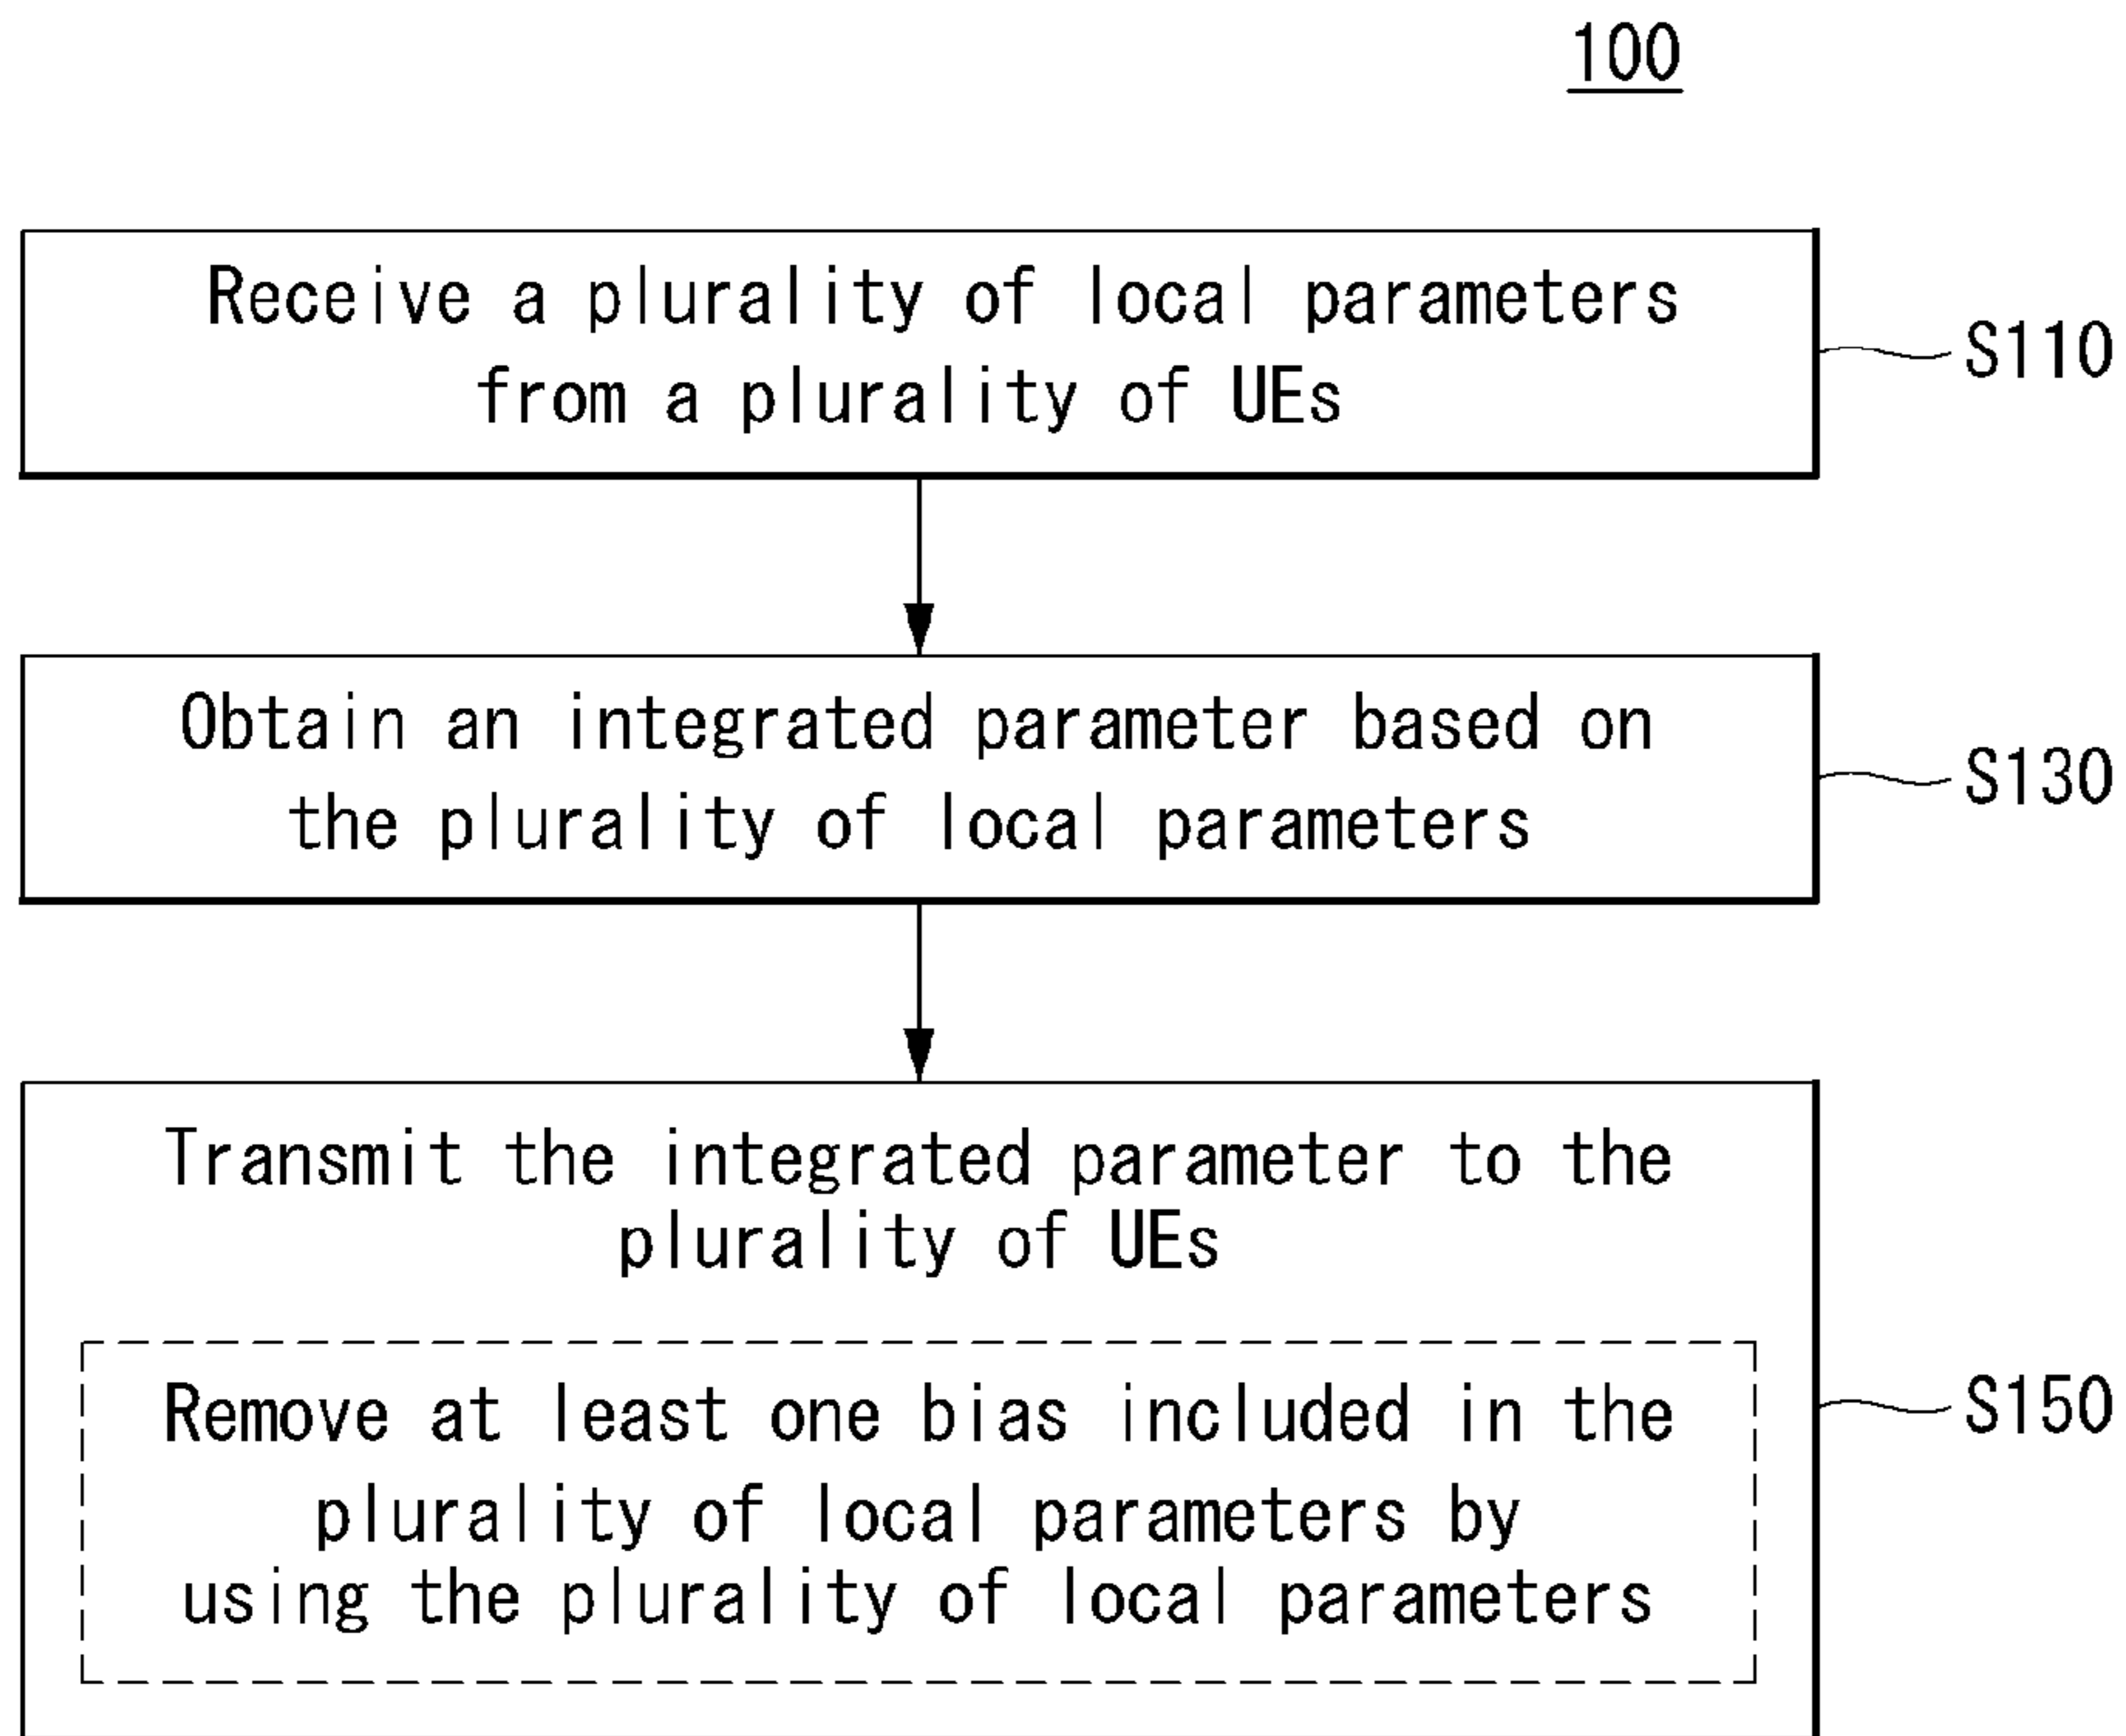 100
Receive a plurality of local parameters
from a plurality of UEs
S110
Obtain an integrated parameter based on
the plurality of local parameters
S130
Transmit the integrated parameter to the
plurality of UEs
Remove at least one bias included in the
plurality of local parameters by
using the plurality of local parameters
S150